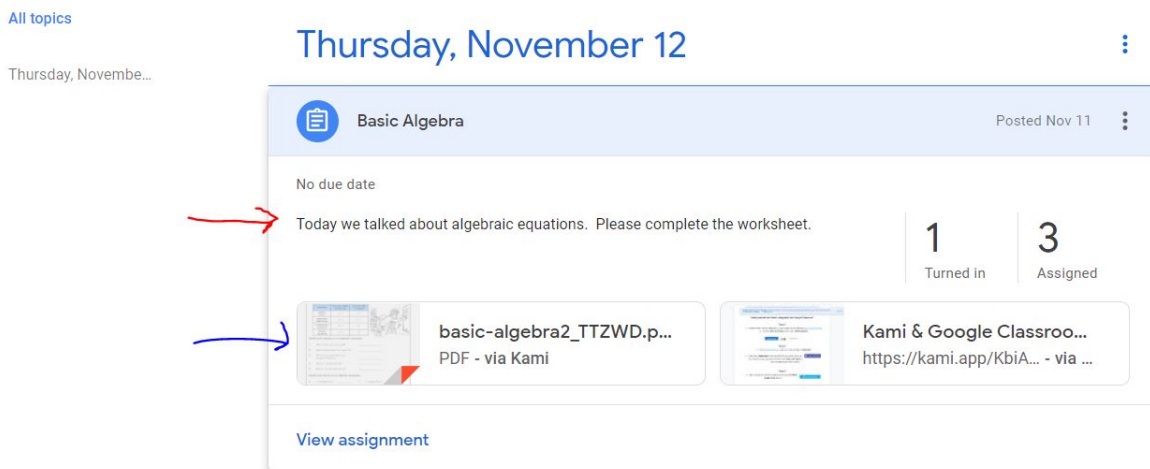 All topics
Thursday, Novembe...
Thursday, November 12
Basic Algebra
Posted Nov 11
No due date
Today we talked about algebraic equations.  Please complete the worksheet.
1
Turned in
3
Assigned
basic-algebra2_TTZWD.p...
PDF - via Kami
Kami & Google Classroo...
https://kami.app/KbiA... - via ...
View assignment